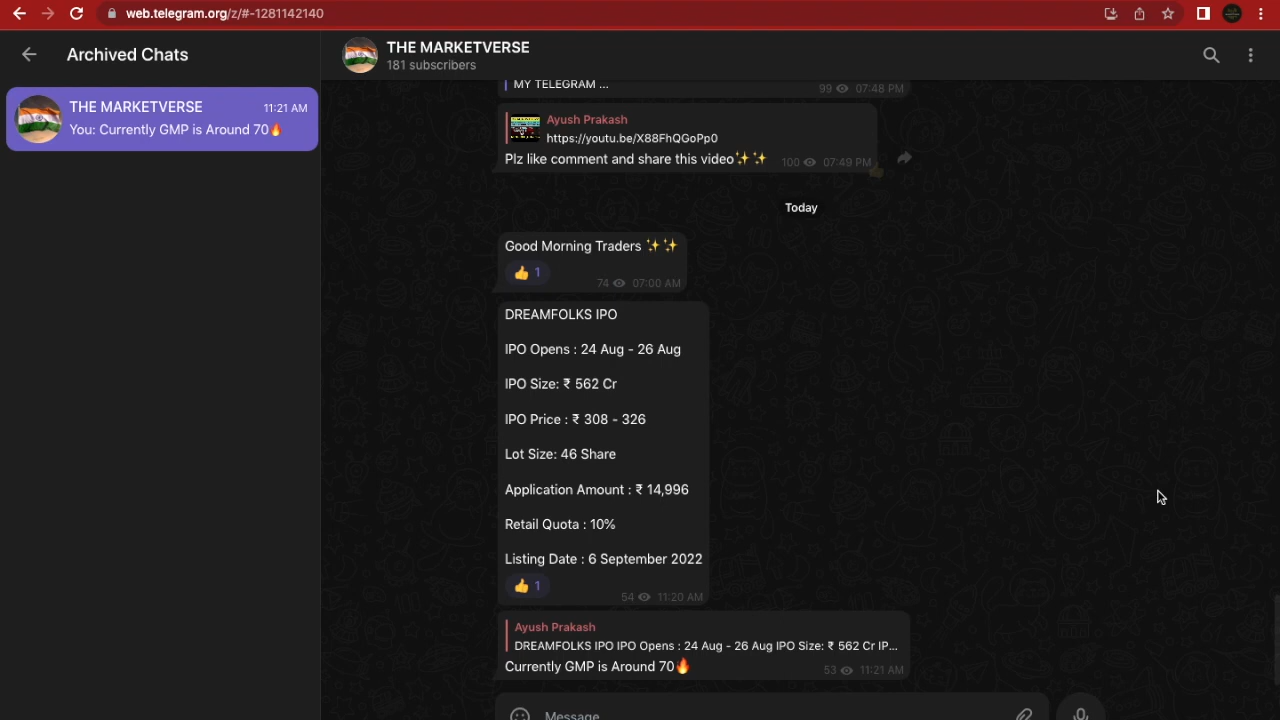 web.telegram.org/z/#-1281142140
Archived Chats
THE MARKETVERSE
11:21 AM
You: Currently GMP is Around 70🔥
THE MARKETVERSE
181 subscribers
MY TELEGRAM ...
99 07:48 PM
Ayush Prakash
https://youtu.be/X88FhQGoPp0
Plz like comment and share this video✨✨
100 07:49 PM
Today
Good Morning Traders ✨✨
👍 1
74 07:00 AM
DREAMFOLKS IPO
IPO Opens : 24 Aug - 26 Aug
IPO Size: ₹ 562 Cr
IPO Price : ₹ 308 - 326
Lot Size: 46 Share
Application Amount : ₹ 14,996
Retail Quota : 10%
Listing Date : 6 September 2022
👍 1
54 11:20 AM
Ayush Prakash
DREAMFOLKS IPO IPO Opens : 24 Aug - 26 Aug IPO Size: ₹ 562 Cr IP...
Currently GMP is Around 70🔥
53 11:21 AM
Message